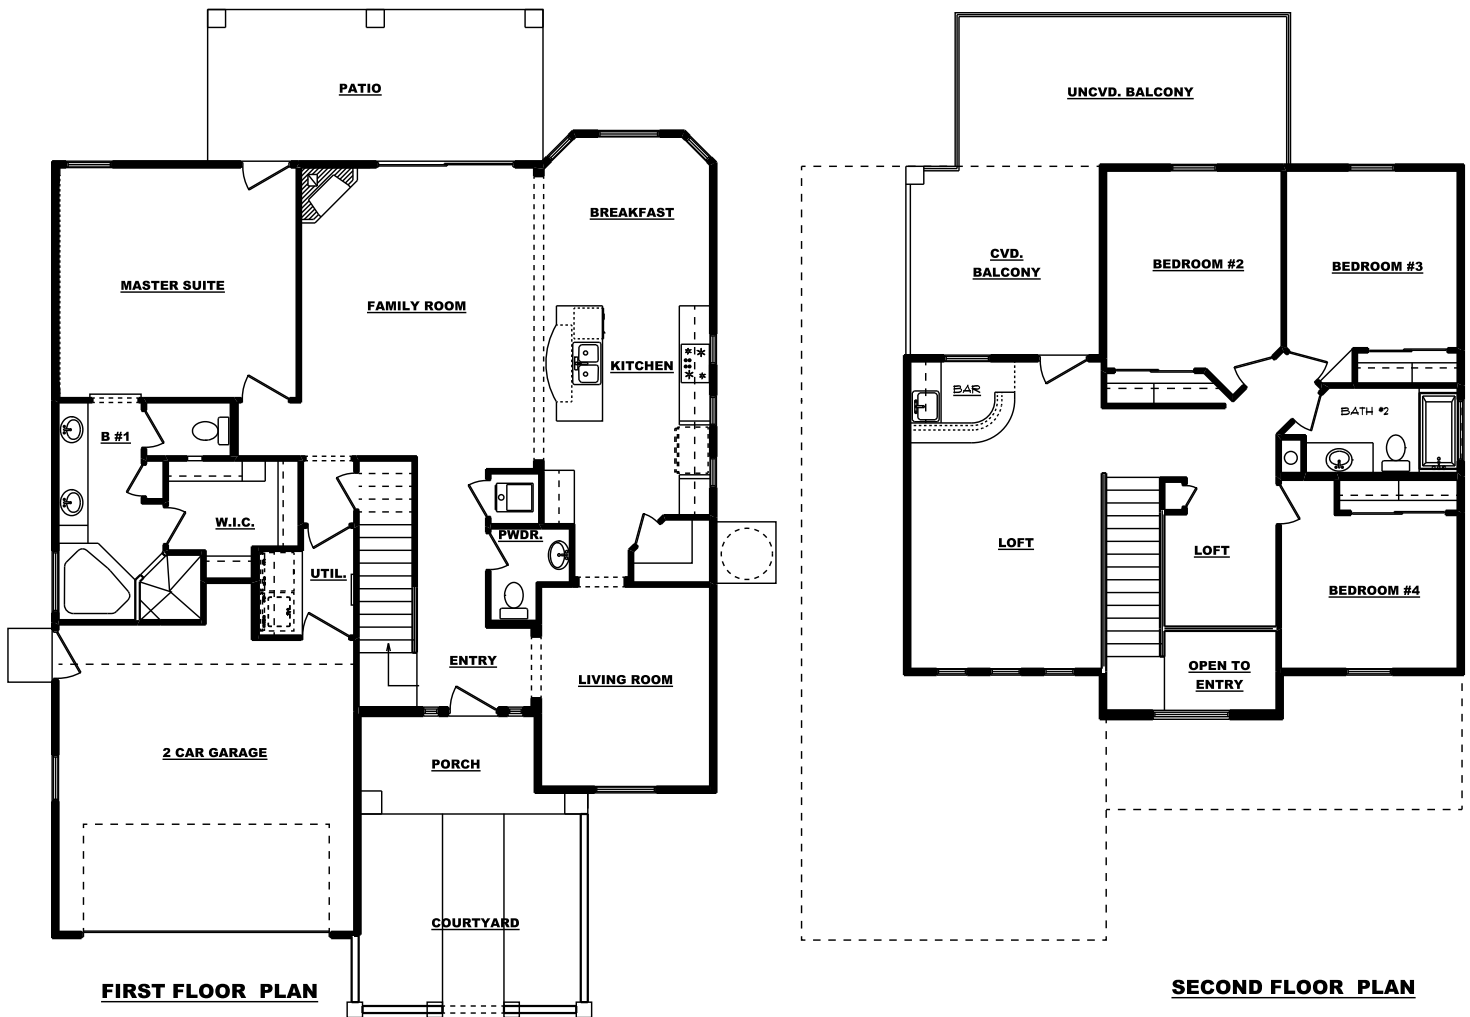 PATIO
BREAKFAST
MASTER SUITE
FAMILY ROOM
KITCHEN
B #1
W.I.C.
PWDR.
UTIL.
ENTRY
LIVING ROOM
2 CAR GARAGE
PORCH
COURTYARD
FIRST FLOOR PLAN
UNCVD. BALCONY
CVD.
BALCONY
BEDROOM #2
BEDROOM #3
BAR
BATH #2
LOFT
LOFT
BEDROOM #4
OPEN TO
ENTRY
SECOND FLOOR PLAN